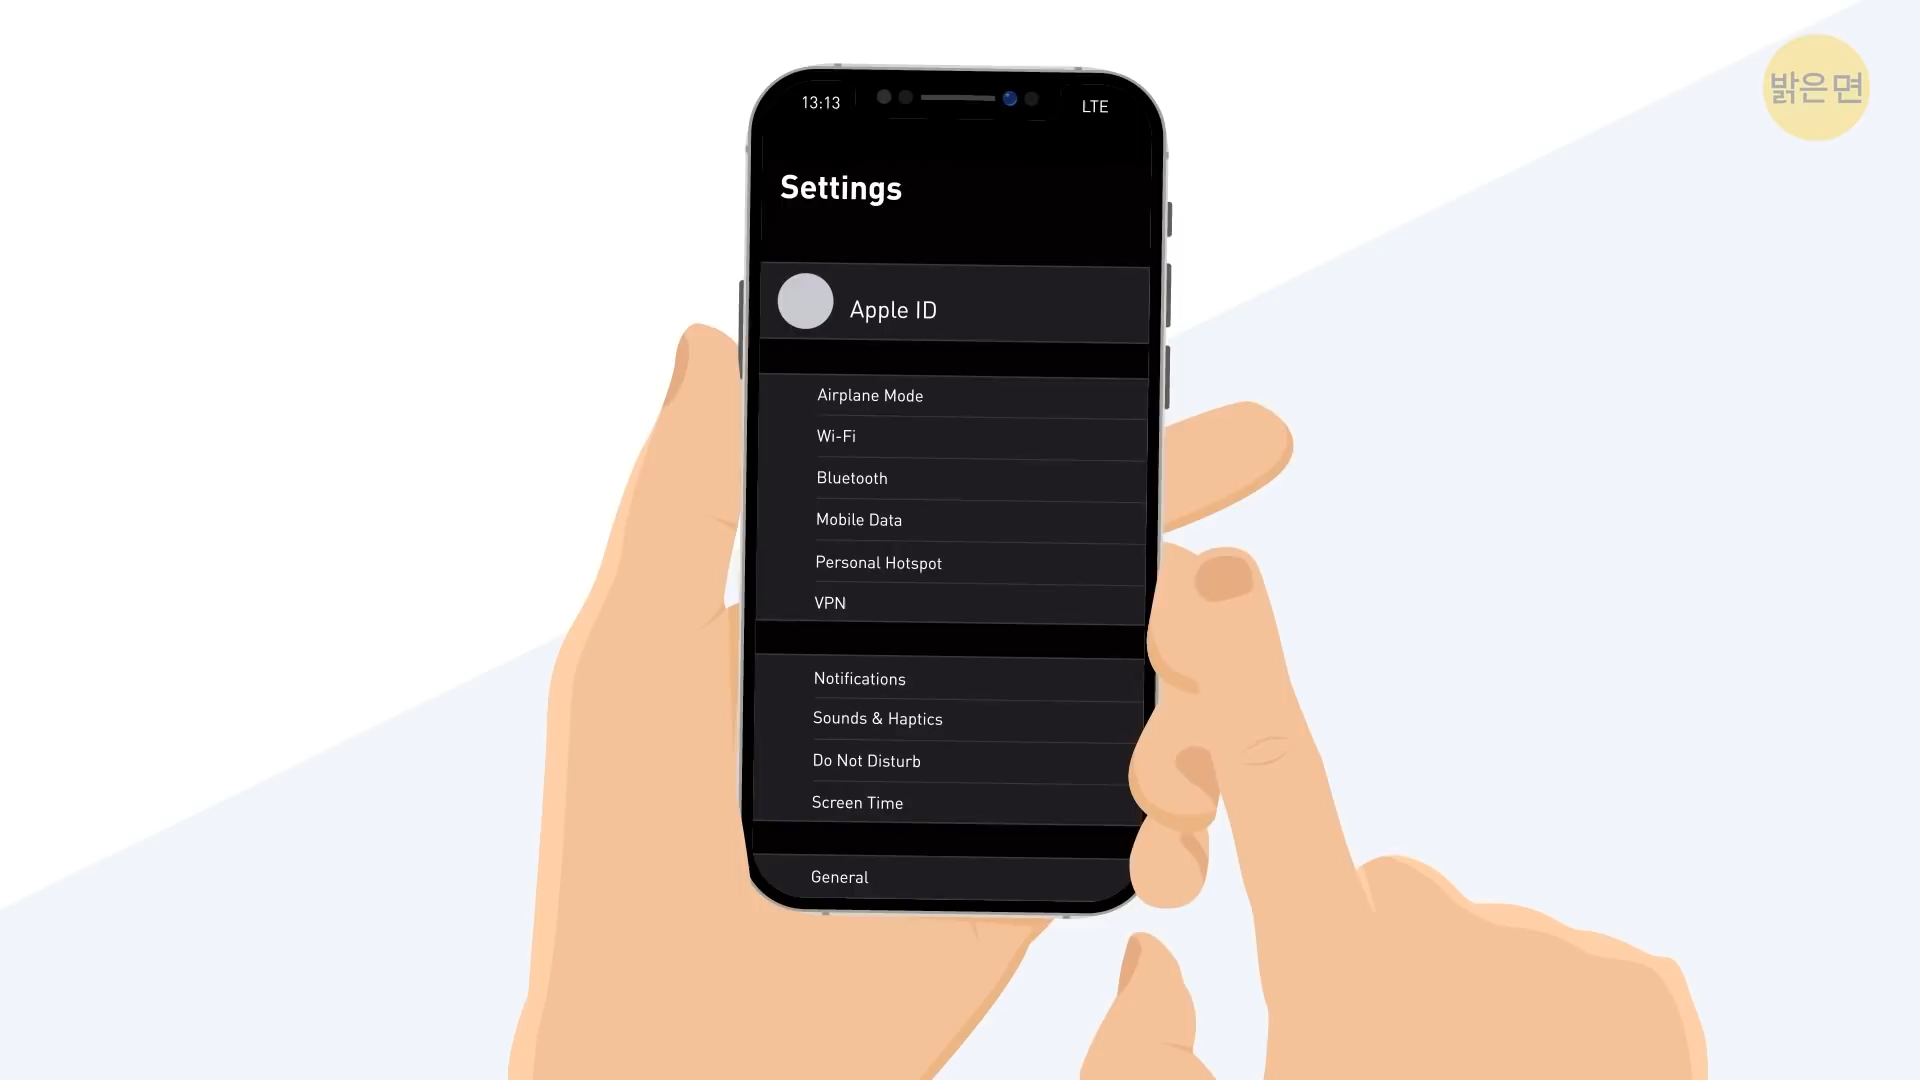 밝은면
13:13
LTE
Settings
Apple ID
Airplane Mode
Wi-Fi
Bluetooth
Mobile Data
Personal Hotspot
VPN
Notifications
Sounds & Haptics
Do Not Disturb
Screen Time
General